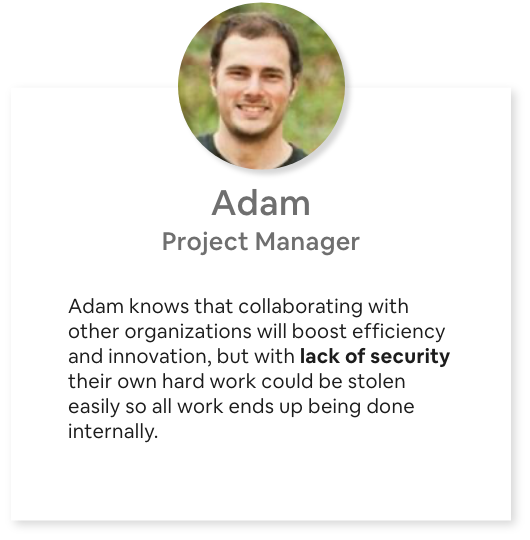 Adam
Project Manager
Adam knows that collaborating with
other organizations will boost efficiency
and innovation, but with lack of security
their own hard work could be stolen
easily so all work ends up being done
internally.